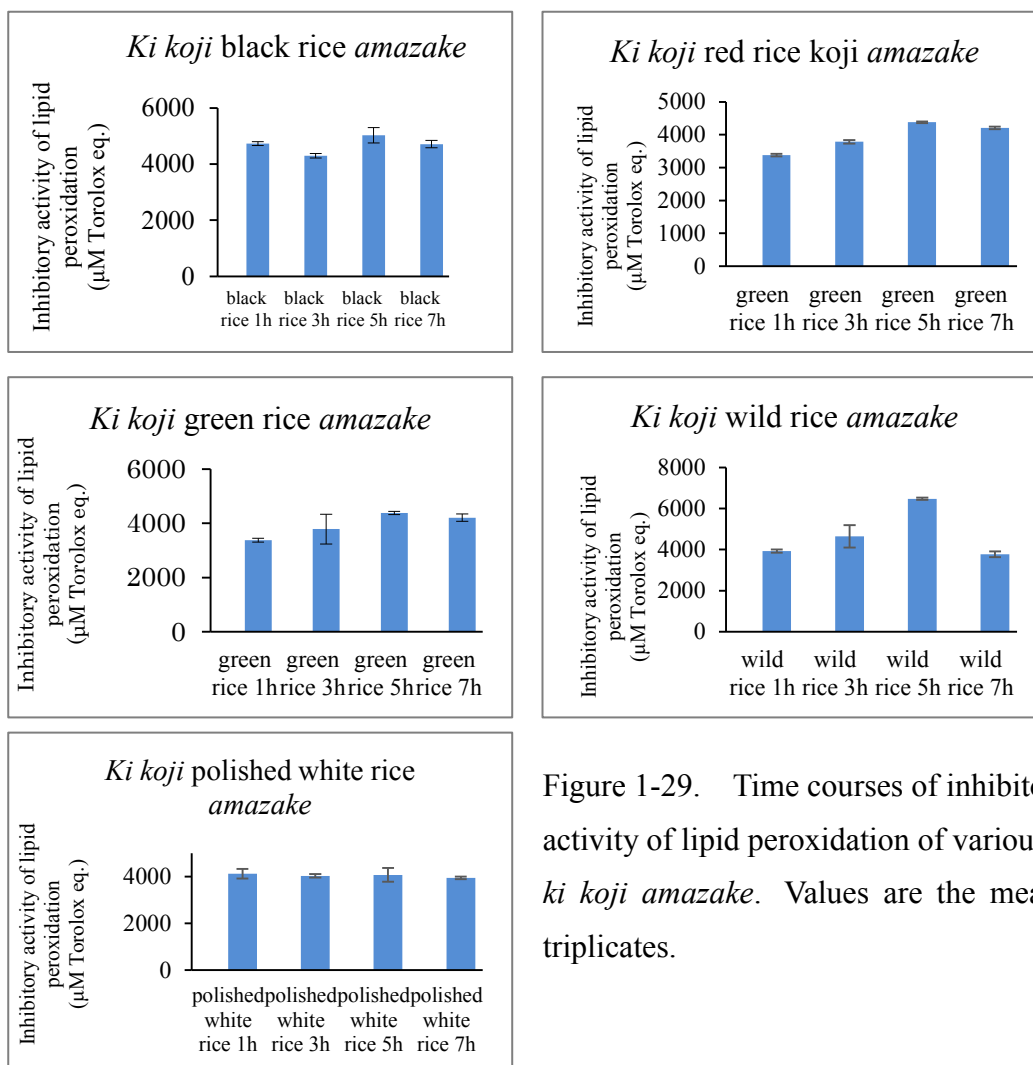 Ki koji black rice amazake
Inhibitory activity of lipid
peroxidation
(µM Torolox eq.)
6000
4000
2000
0
black black black black
rice 1h rice 3h rice 5h rice 7h
Ki koji red rice koji amazake
Inhibitory activity of lipid
peroxidation
(µM Torolox eq.)
5000
4000
3000
2000
1000
0
green green green green
rice 1h rice 3h rice 5h rice 7h
Ki koji green rice amazake
Inhibitory activity of lipid
peroxidation
(µM Torolox eq.)
6000
4000
2000
0
green green green green
rice 1h rice 3h rice 5h rice 7h
Ki koji wild rice amazake
Inhibitory activity of lipid
peroxidation
(µM Torolox eq.)
8000
6000
4000
2000
0
wild wild wild wild
rice 1h rice 3h rice 5h rice 7h
Ki koji polished white rice
amazake
Inhibitory activity of lipid
peroxidation
(µM Torolox eq.)
4000
2000
0
polished polished polished polished
white white white white
rice 1h rice 3h rice 5h rice 7h
Figure 1-29. Time courses of
activity of lipid peroxidation of
ki koji amazake. Values are the
triplicates.